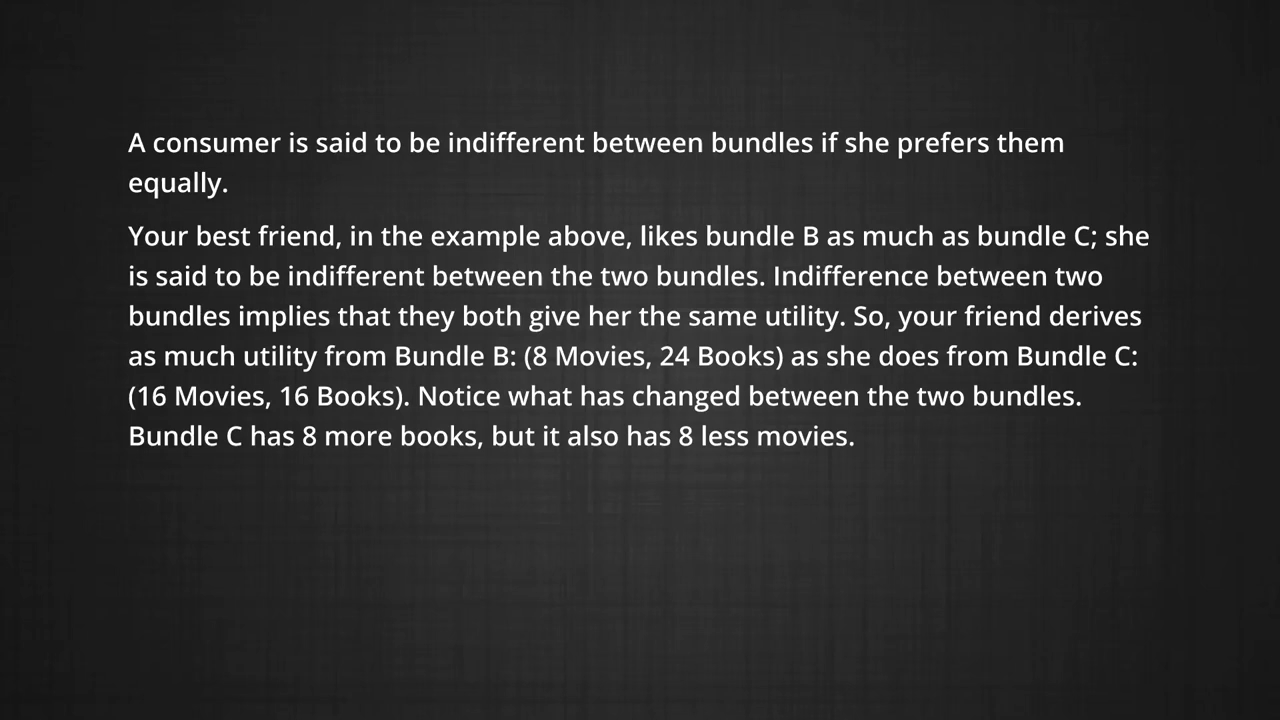 A consumer is said to be indifferent between bundles if she prefers them
equally.
Your best friend, in the example above, likes bundle B as much as bundle C; she
is said to be indifferent between the two bundles. Indifference between two
bundles implies that they both give her the same utility. So, your friend derives
as much utility from Bundle B: (8 Movies, 24 Books) as she does from Bundle C:
(16 Movies, 16 Books). Notice what has changed between the two bundles.
Bundle C has 8 more books, but it also has 8 less movies.